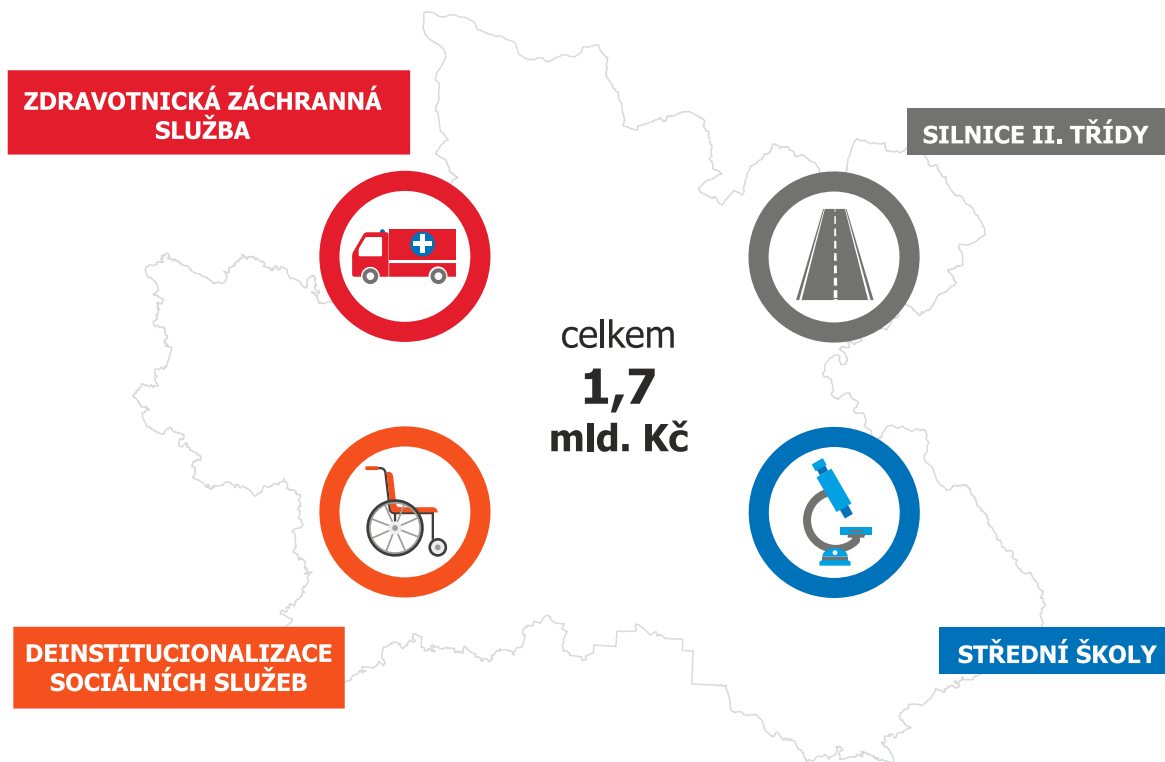 ZDRAVOTNICKÁ ZÁCHRANNÁ
SLUŽBA
SILNICE II. TŘÍDY
celkem
1,7
mld. Kč
DEINSTITUCIONALIZACE
SOCIÁLNÍCH SLUŽEB
STŘEDNÍ ŠKOLY